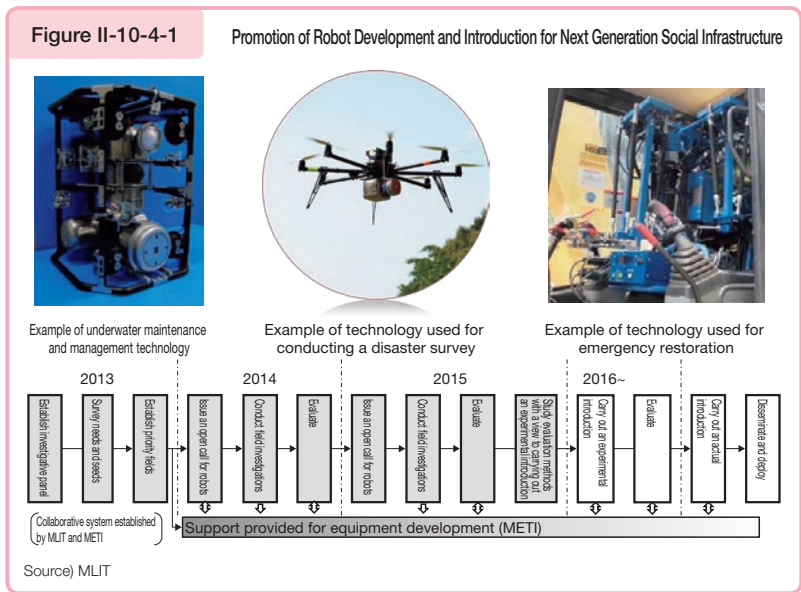 Figure II-10-4-1
Promotion of Robot Development and Introduction for Next Generation Social Infrastructure
Example of underwater maintenance
and management technology
Example of technology used for
conducting a disaster survey
Example of technology used for
emergency restoration
2013
2014
2015
2016~
Establish investigative panel
Survey needs and seeds
Establish priority fields
Issue an open call for robots
Conduct field investigations
Evaluate
Issue an open call for robots
Conduct field investigations
Evaluate
Study evaluation methods
with a view to carrying out
an experimental introduction
Carry out an experimental
introduction
Evaluate
Carry out an actual
introduction
Disseminate and deploy
Collaborative system established
by MLIT and METI
Support provided for equipment development (METI)
Source) MLIT